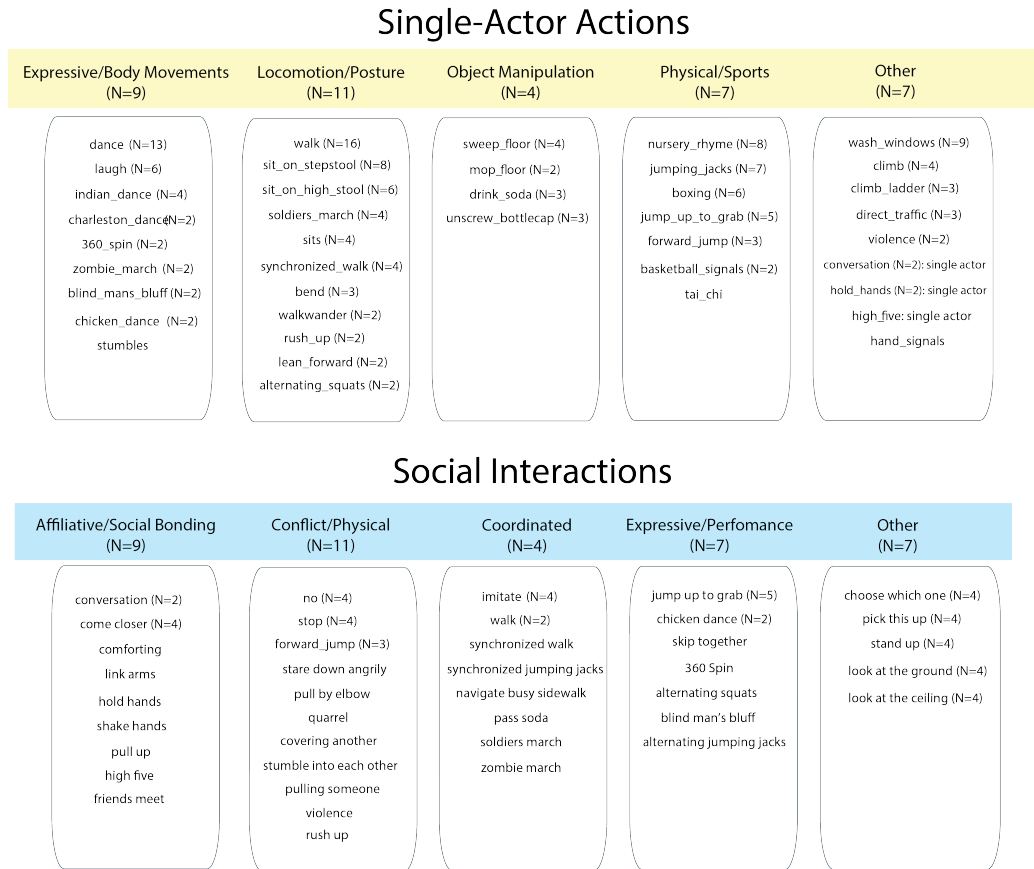 Single-Actor Actions
Expressive/Body Movements
(N=9)
dance (N=13)
laugh (N=6)
indian_dance (N=4)
charleston_dance(N=2)
360_spin (N=2)
zombie_march (N=2)
blind_mans_bluff (N=2)
chicken_dance (N=2)
stumbles
Locomotion/Posture
(N=11)
walk (N=16)
sit_on_stepstool (N=8)
sit_on_high_stool (N=6)
soldiers_march (N=4)
sits (N=4)
synchronized_walk (N=4)
bend (N=3)
walkwander (N=2)
rush_up (N=2)
lean_forward (N=2)
alternating_squats (N=2)
Object Manipulation
(N=4)
sweep_floor (N=4)
mop_floor (N=2)
drink_soda (N=3)
unscrew_bottlecap (N=3)
Physical/Sports
(N=7)
nursery_rhyme (N=8)
jumping_jacks (N=7)
boxing (N=6)
jump_up_to_grab (N=5)
forward_jump (N=3)
basketball_signals (N=2)
tai_chi
Other
(N=7)
wash_windows (N=9)
climb (N=4)
climb_ladder (N=3)
direct_traffic (N=3)
violence (N=2)
conversation (N=2): single actor
hold_hands (N=2): single actor
high_five: single actor
hand_signals
Social Interactions
Affiliative/Social Bonding
(N=9)
conversation (N=2)
come closer (N=4)
comforting
link arms
hold hands
shake hands
pull up
high five
friends meet
Conflict/Physical
(N=11)
no (N=4)
stop (N=4)
forward_jump (N=3)
stare down angrily
pull by elbow
quarrel
covering another
stumble into each other
pulling someone
violence
rush up
Coordinated
(N=4)
imitate (N=4)
walk (N=2)
synchronized walk
synchronized jumping jacks
navigate busy sidewalk
pass soda
soldiers march
zombie march
Expressive/Perfomance
(N=7)
jump up to grab (N=5)
chicken dance (N=2)
skip together
360 Spin
alternating squats
blind man's bluff
alternating jumping jacks
Other
(N=7)
choose which one (N=4)
pick this up (N=4)
stand up (N=4)
look at the ground (N=4)
look at the ceiling (N=4)